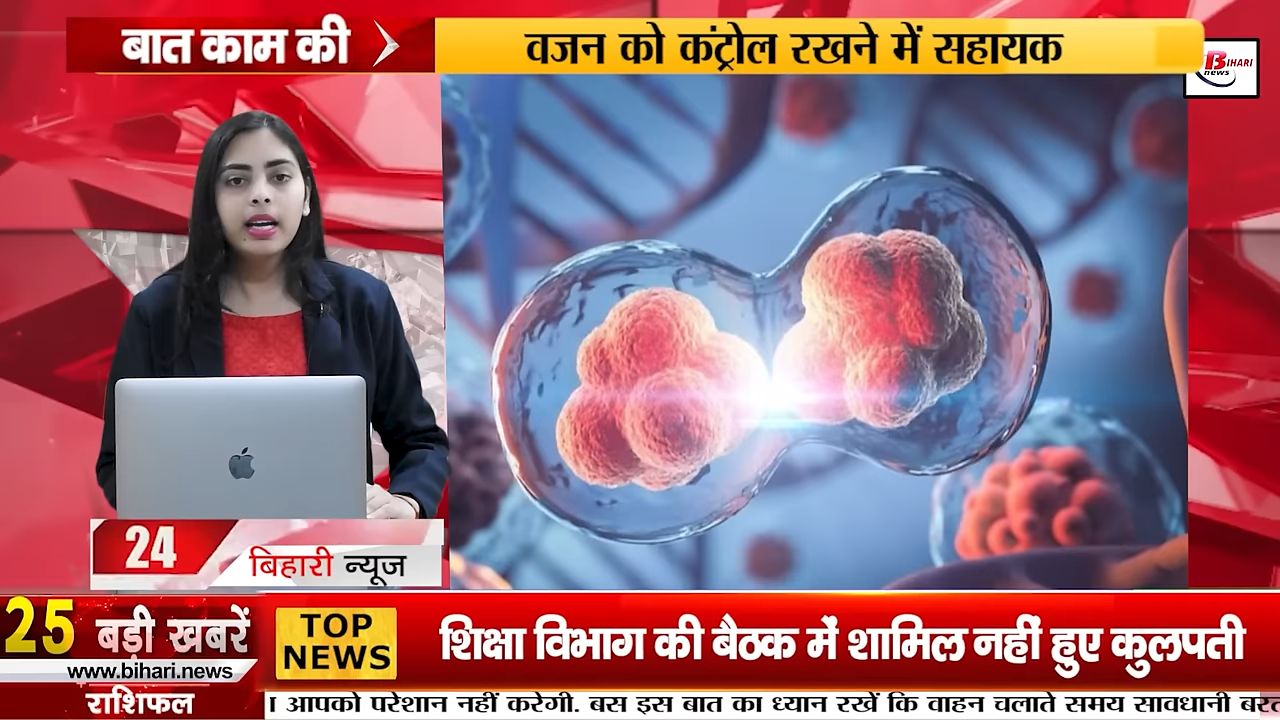 बात काम की
वजन को कंट्रोल रखने में सहायक
BIHARI
news
24
बिहारी न्यूज
25 बड़ी खबरें
www.bihari.news
TOP
NEWS
शिक्षा विभाग की बैठक में शामिल नहीं हुए कुलपती
राशिफल
आपको परेशान नहीं करेगी. बस इस बात का ध्यान रखें कि वाहन चलाते समय सावधानी